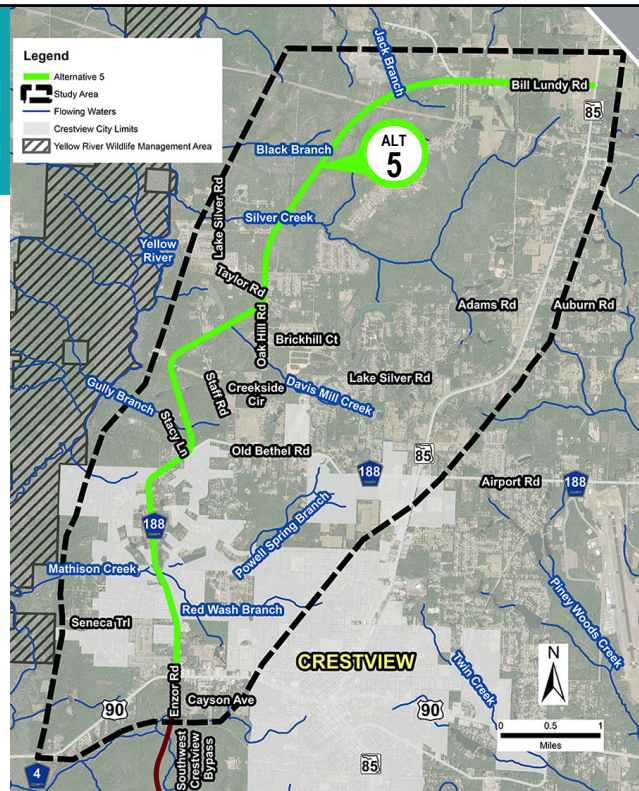 Legend
Alternative 5
Study Area
Flowing Waters
Crestview City Limits
Yellow River Wildlife Management Area
Jack Branch
Bill Lundy Rd
85
Black Branch
ALT
5
Lake Silver Rd
Silver Creek
Yellow
River
Taylor Rd
Adams Rd
Auburn Rd
Oak Hill Rd
Brickhill Ct
Gully Branch
Staff Rd
Creekside
Cir
Davis Mill Creek
Lake Silver Rd
Stacy Ln
Old Bethel Rd
85
188
COUNTY
Airport Rd
188
COUNTY
188
COUNTY
Powell Spring Branch
Mathison Creek
Red Wash Branch
Piney Woods Creek
Seneca Trl
CRESTVIEW
Twin Creek
N
Enzor Rd
Cayson Ave
90
90
0 0.5 1
Miles
Southwest
Crestview
Bypass
4
COUNTY
85